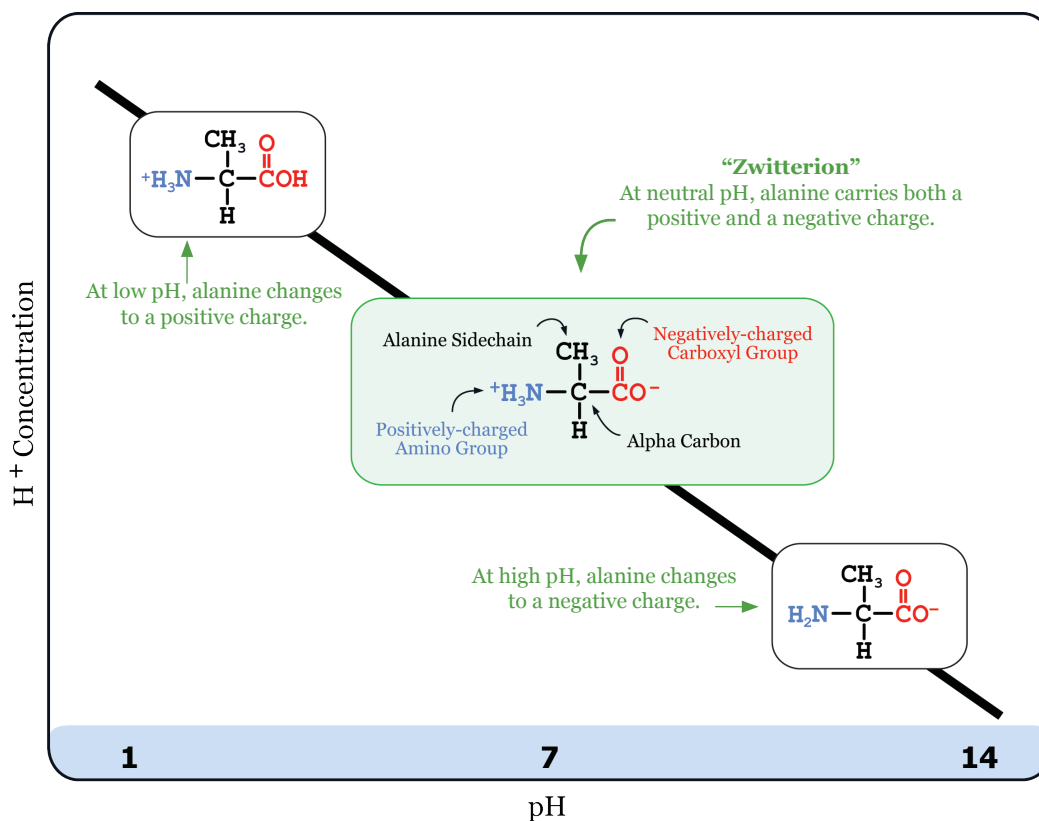 H⁺ Concentration
CH₃
O
⁺H₃N
C
COH
H
At low pH, alanine changes
to a positive charge.
“Zwitterion”
At neutral pH, alanine carries both a
positive and a negative charge.
Alanine Sidechain
Negatively-charged
Carboxyl Group
CH₃
O
⁺H₃N
C
CO⁻
H
Positively-charged
Amino Group
Alpha Carbon
At high pH, alanine changes
to a negative charge.
CH₃
O
H₂N
C
CO⁻
H
1 7 14
pH